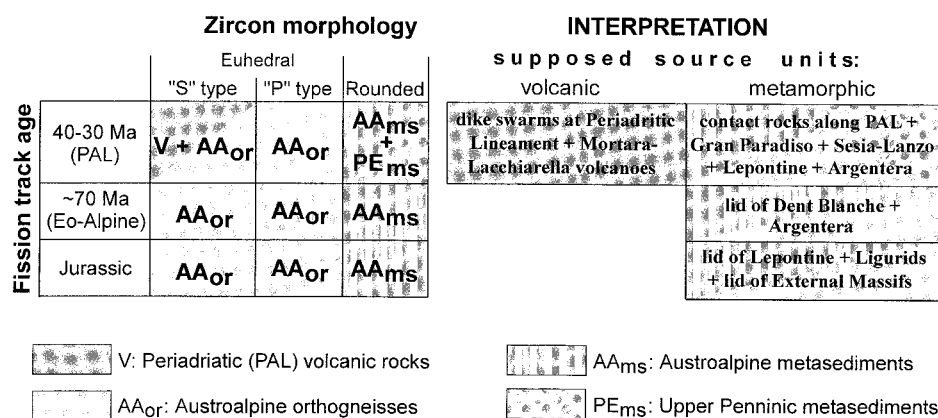 Zircon morphology
INTERPRETATION
supposed source units:
Euhedral
volcanic
metamorphic
"S" type
"P" type
Rounded
Fission track age
40-30 Ma
(PAL)
V + AAor
AAor
AAms
+
PEms
dike swarms at Periadritic
Lineament + Mortara-
Lacchiarella volcanoes
contact rocks along PAL +
Gran Paradiso + Sesia-Lanzo
+ Lepontine + Argentera
~70 Ma
(Eo-Alpine)
AAor
AAor
AAms
lid of Dent Blanche +
Argentera
Jurassic
AAor
AAor
AAms
lid of Lepontine + Ligurids
+ lid of External Massifs
V: Periadriatic (PAL) volcanic rocks
AAms: Austroalpine metasediments
AAor: Austroalpine orthogneisses
PEms: Upper Penninic metasediments